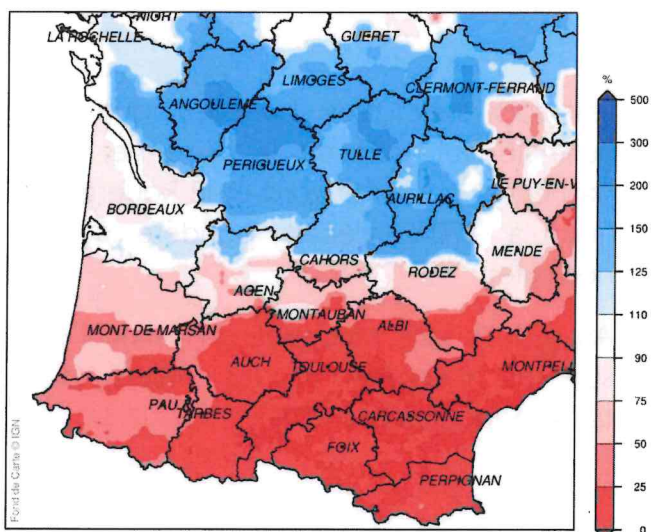 NIORT
LA ROCHELLE
GUERET
LIMOGES
CLERMONT-FERRAND
ANGOULEME
PERIGUEUX
TULLE
AURILLAC
LE PUY-EN-V
BORDEAUX
CAHORS
RODEZ
MENDE
AGEN
MONTAUBAN
MONT-DE-MARSAN
ALBI
AUCH
TOULOUSE
MONTPELL
PAU
TARBES
CARCASSONNE
FOIX
PERPIGNAN
Fond de Carte © IGN
%
500
300
200
150
125
110
90
75
50
25
0